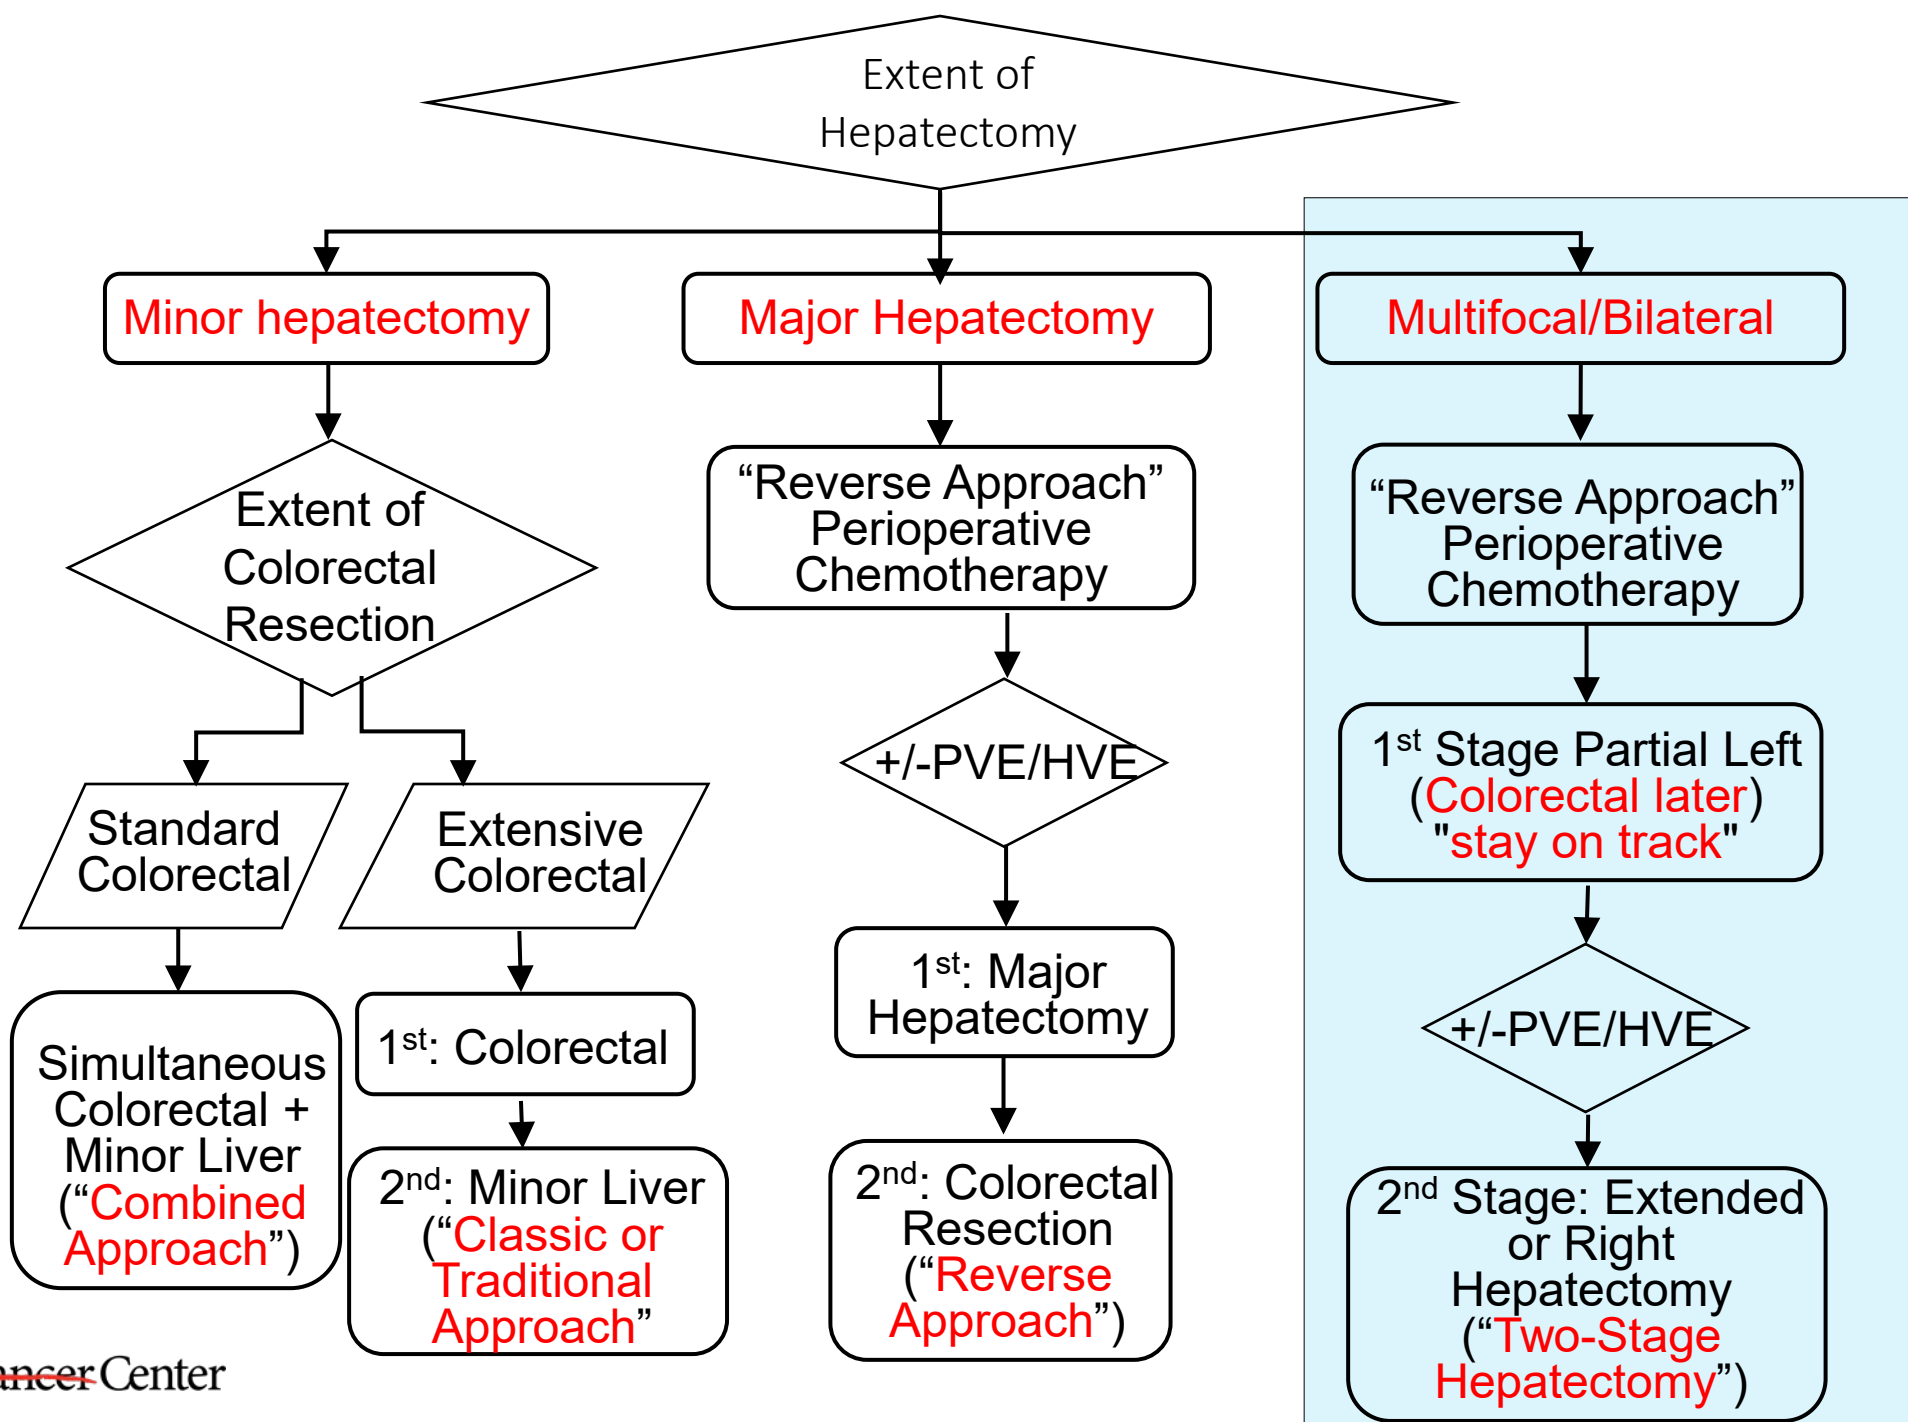 Extent of
Hepatectomy
Minor hepatectomy
Major Hepatectomy
Multifocal/Bilateral
Extent of
Colorectal
Resection
Standard
Colorectal
Extensive
Colorectal
Simultaneous
Colorectal +
Minor Liver
(“Combined
Approach”)
1st: Colorectal
2nd: Minor Liver
(“Classic or
Traditional
Approach”
“Reverse Approach”
Perioperative
Chemotherapy
+/-PVE/HVE
1st: Major
Hepatectomy
2nd: Colorectal
Resection
(“Reverse
Approach”)
“Reverse Approach”
Perioperative
Chemotherapy
1st Stage Partial Left
(Colorectal later)
"stay on track"
+/-PVE/HVE
2nd Stage: Extended
or Right
Hepatectomy
(“Two-Stage
Hepatectomy”)
Center